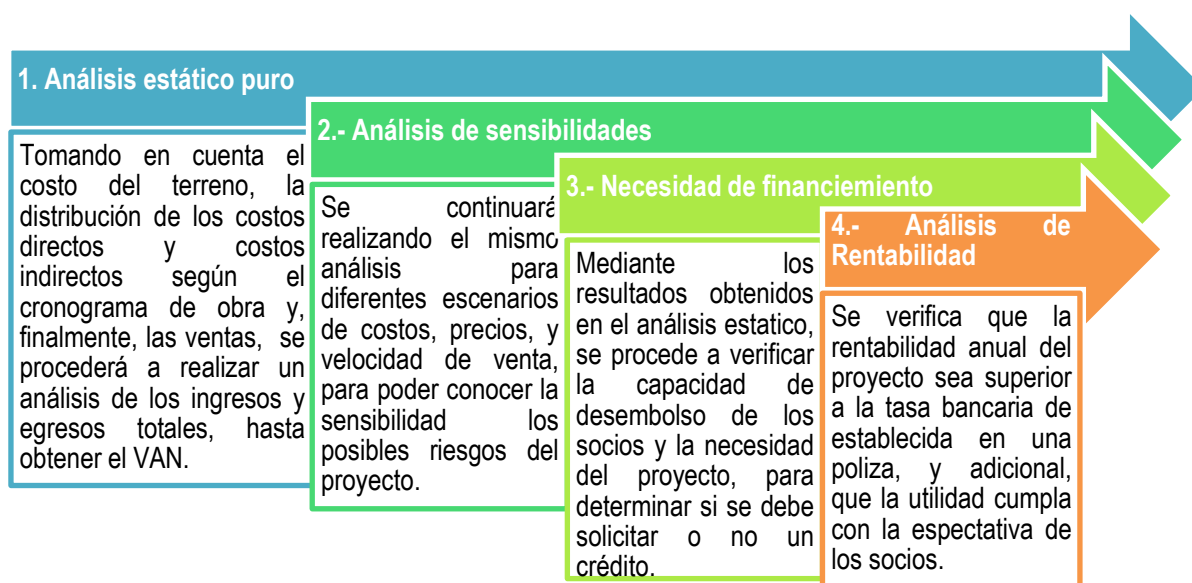 1. Análisis estático puro
Tomando en cuenta el
costo del terreno, la
distribución de los costos
directos y costos
indirectos según el
cronograma de obra y,
finalmente, las ventas, se
procederá a realizar un
análisis de los ingresos y
egresos totales, hasta
obtener el VAN.
2.- Análisis de sensibilidades
Se continuará
realizando el mismo
análisis para
diferentes escenarios
de costos, precios, y
velocidad de venta,
para poder conocer la
sensibilidad los
posibles riesgos del
proyecto.
3.- Necesidad de financiemiento
Mediante los
resultados obtenidos
en el análisis estatico,
se procede a verificar
la capacidad de
desembolso de los
socios y la necesidad
del proyecto, para
determinar si se debe
solicitar o no un
crédito.
4.- Análisis de
Rentabilidad
Se verifica que la
rentabilidad anual del
proyecto sea superior
a la tasa bancaria de
establecida en una
poliza, y adicional,
que la utilidad cumpla
con la espectativa de
los socios.